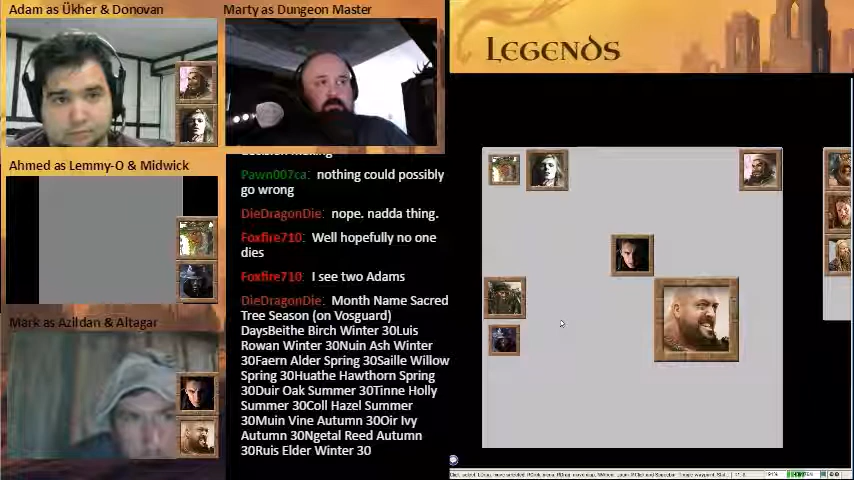 Adam as Ükher & Donovan
Marty as Dungeon Master
LEGENDS
Ahmed as Lemmy-O & Midwick
Mark as Azildan & Altagar
Pawn007ca: nothing could possibly
go wrong
DieDragonDie: nope. nadda thing.
Foxfire710: Well hopefully no one
dies
Foxfire710: I see two Adams
DieDragonDie: Month Name Sacred
Tree Season (on Vosguard)
DaysBeithe Birch Winter 30Luis
Rowan Winter 30Nuin Ash Winter
30Faern Alder Spring 30Saille Willow
Spring 30Huathe Hawthorn Spring
30Duir Oak Summer 30Tinne Holly
Summer 30Coll Hazel Summer
30Muin Vine Autumn 30Oir Ivy
Autumn 30Ngetal Reed Autumn
30Ruis Elder Winter 30